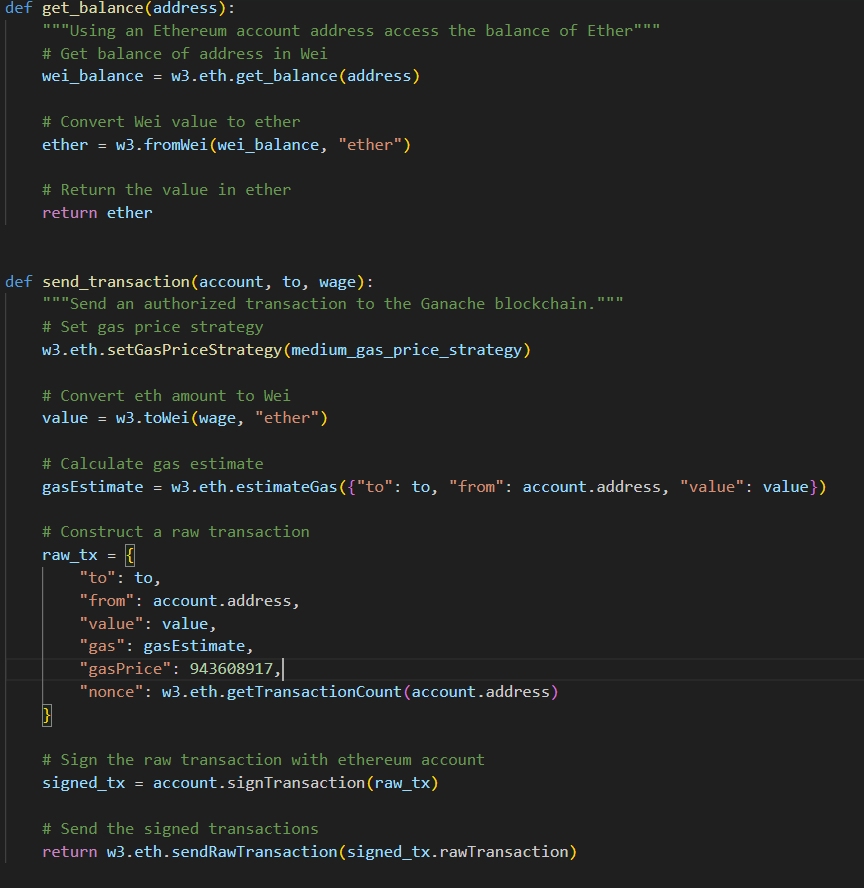 def get_balance(address):
    """Using an Ethereum account address access the balance of Ether"""
    # Get balance of address in Wei
    wei_balance = w3.eth.get_balance(address)

    # Convert Wei value to ether
    ether = w3.fromWei(wei_balance, "ether")

    # Return the value in ether
    return ether


def send_transaction(account, to, wage):
    """Send an authorized transaction to the Ganache blockchain."""
    # Set gas price strategy
    w3.eth.setGasPriceStrategy(medium_gas_price_strategy)

    # Convert eth amount to Wei
    value = w3.toWei(wage, "ether")

    # Calculate gas estimate
    gasEstimate = w3.eth.estimateGas({"to": to, "from": account.address, "value": value})

    # Construct a raw transaction
    raw_tx = {
        "to": to,
        "from": account.address,
        "value": value,
        "gas": gasEstimate,
        "gasPrice": 943608917,
        "nonce": w3.eth.getTransactionCount(account.address)
    }

    # Sign the raw transaction with ethereum account
    signed_tx = account.signTransaction(raw_tx)

    # Send the signed transactions
    return w3.eth.sendRawTransaction(signed_tx.rawTransaction)